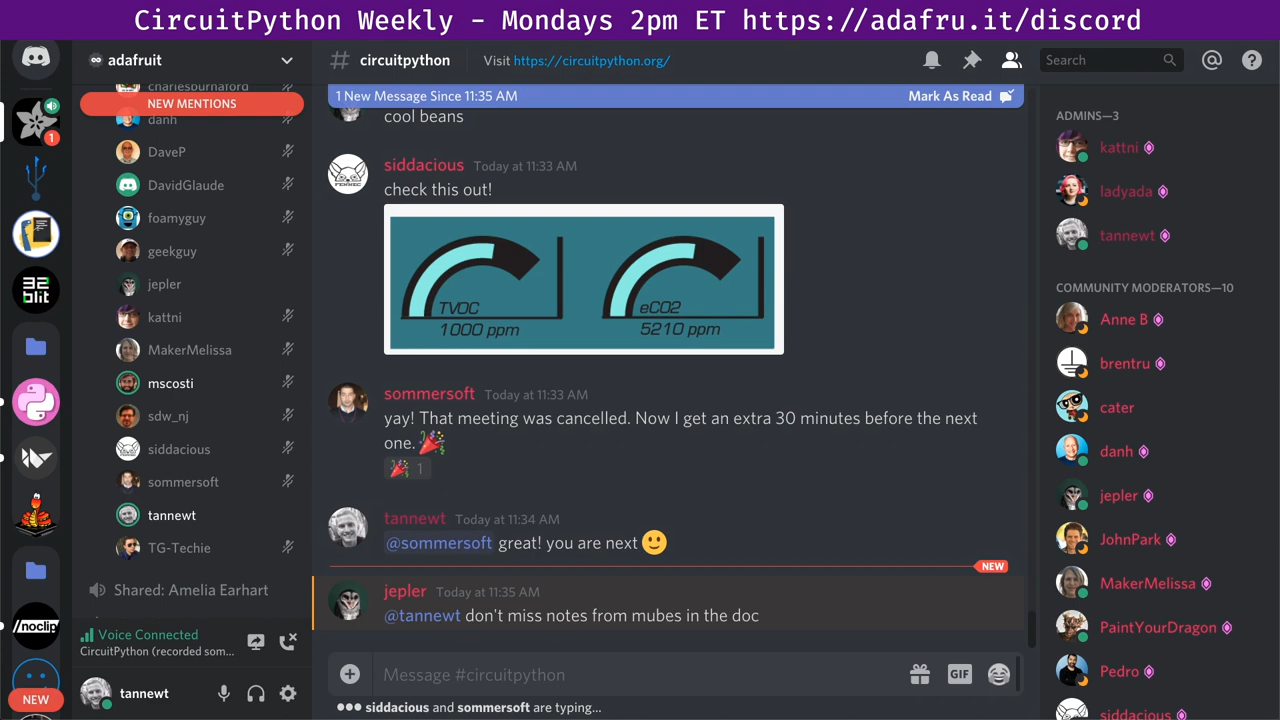 CircuitPython Weekly - Mondays 2pm ET https://adafru.it/discord
adafruit
charlesburnaford
NEW MENTIONS
danh
DaveP
DavidGlaude
foamyguy
geekguy
jepler
kattni
MakerMelissa
mscosti
sdw_nj
siddacious
sommersoft
tannewt
TG-Techie
Shared: Amelia Earhart
Voice Connected
CircuitPython (recorded som...
tannewt
1
32
blit
/noclip
NEW
# circuitpython
Visit https://circuitpython.org/
Search
1 New Message Since 11:35 AM
Mark As Read
cool beans
siddacious Today at 11:33 AM
check this out!
TVOC
1000 ppm
eCO2
5210 ppm
sommersoft Today at 11:33 AM
yay! That meeting was cancelled. Now I get an extra 30 minutes before the next
one.
1
tannewt Today at 11:34 AM
@sommersoft great! you are next
NEW
jepler Today at 11:35 AM
@tannewt don't miss notes from mubes in the doc
Message #circuitpython
GIF
siddacious and sommersoft are typing...
ADMINS—3
kattni
ladyada
tannewt
COMMUNITY MODERATORS—10
Anne B
brentru
cater
danh
jepler
JohnPark
MakerMelissa
PaintYourDragon
Pedro
siddacious